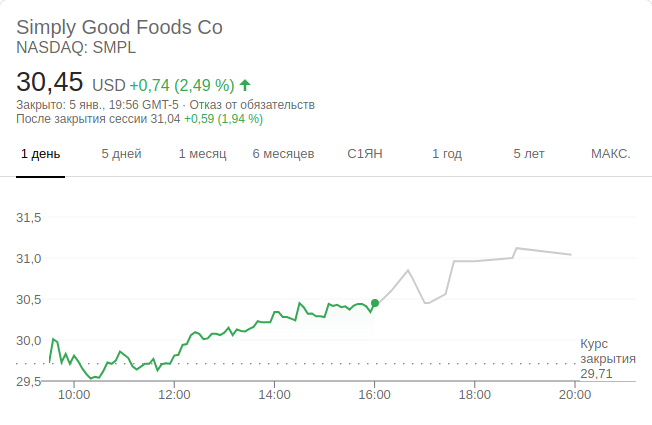 Simply Good Foods Co
NASDAQ: SMPL
30,45 USD +0,74 (2,49 %)
Закрыто: 5 янв., 19:56 GMT-5 · Отказ от обязательств
После закрытия сессии 31,04 +0,59 (1,94 %)
1 день 5 дней 1 месяц 6 месяцев С1ЯН 1 год 5 лет МАКС.
31,5
31,0
30,5
30,0
Курс
закрытия
29,71
29,5
10:00 12:00 14:00 16:00 18:00 20:00